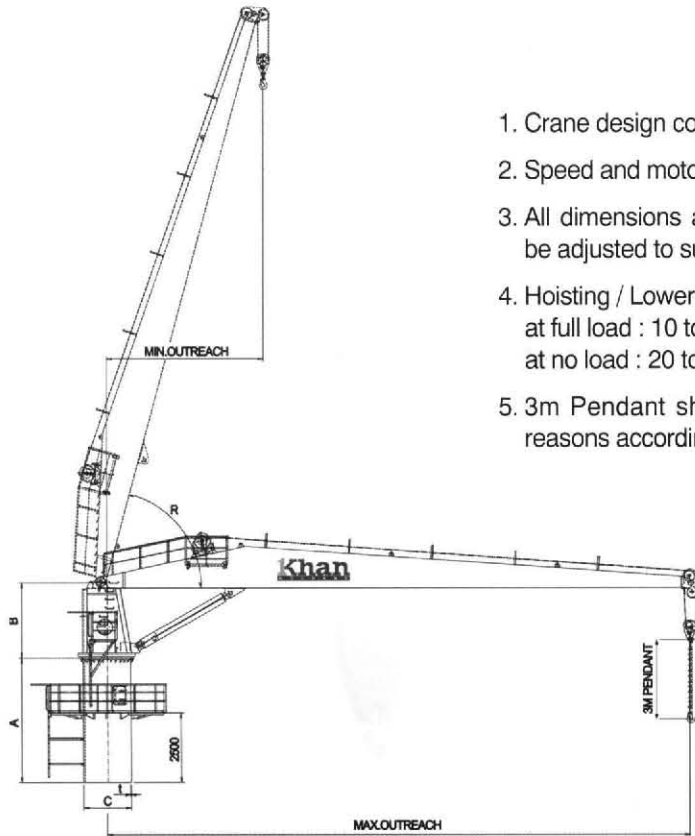 1. Crane design co
2. Speed and moto
3. All dimensions a
be adjusted to su
4. Hoisting / Lower
at full load : 10 to
at no load : 20 to
5. 3m Pendant sh
reasons accordin
MIN.OUTREACH
R
Khan
B
A
3M PENDANT
2500
C
MAX.OUTREACH